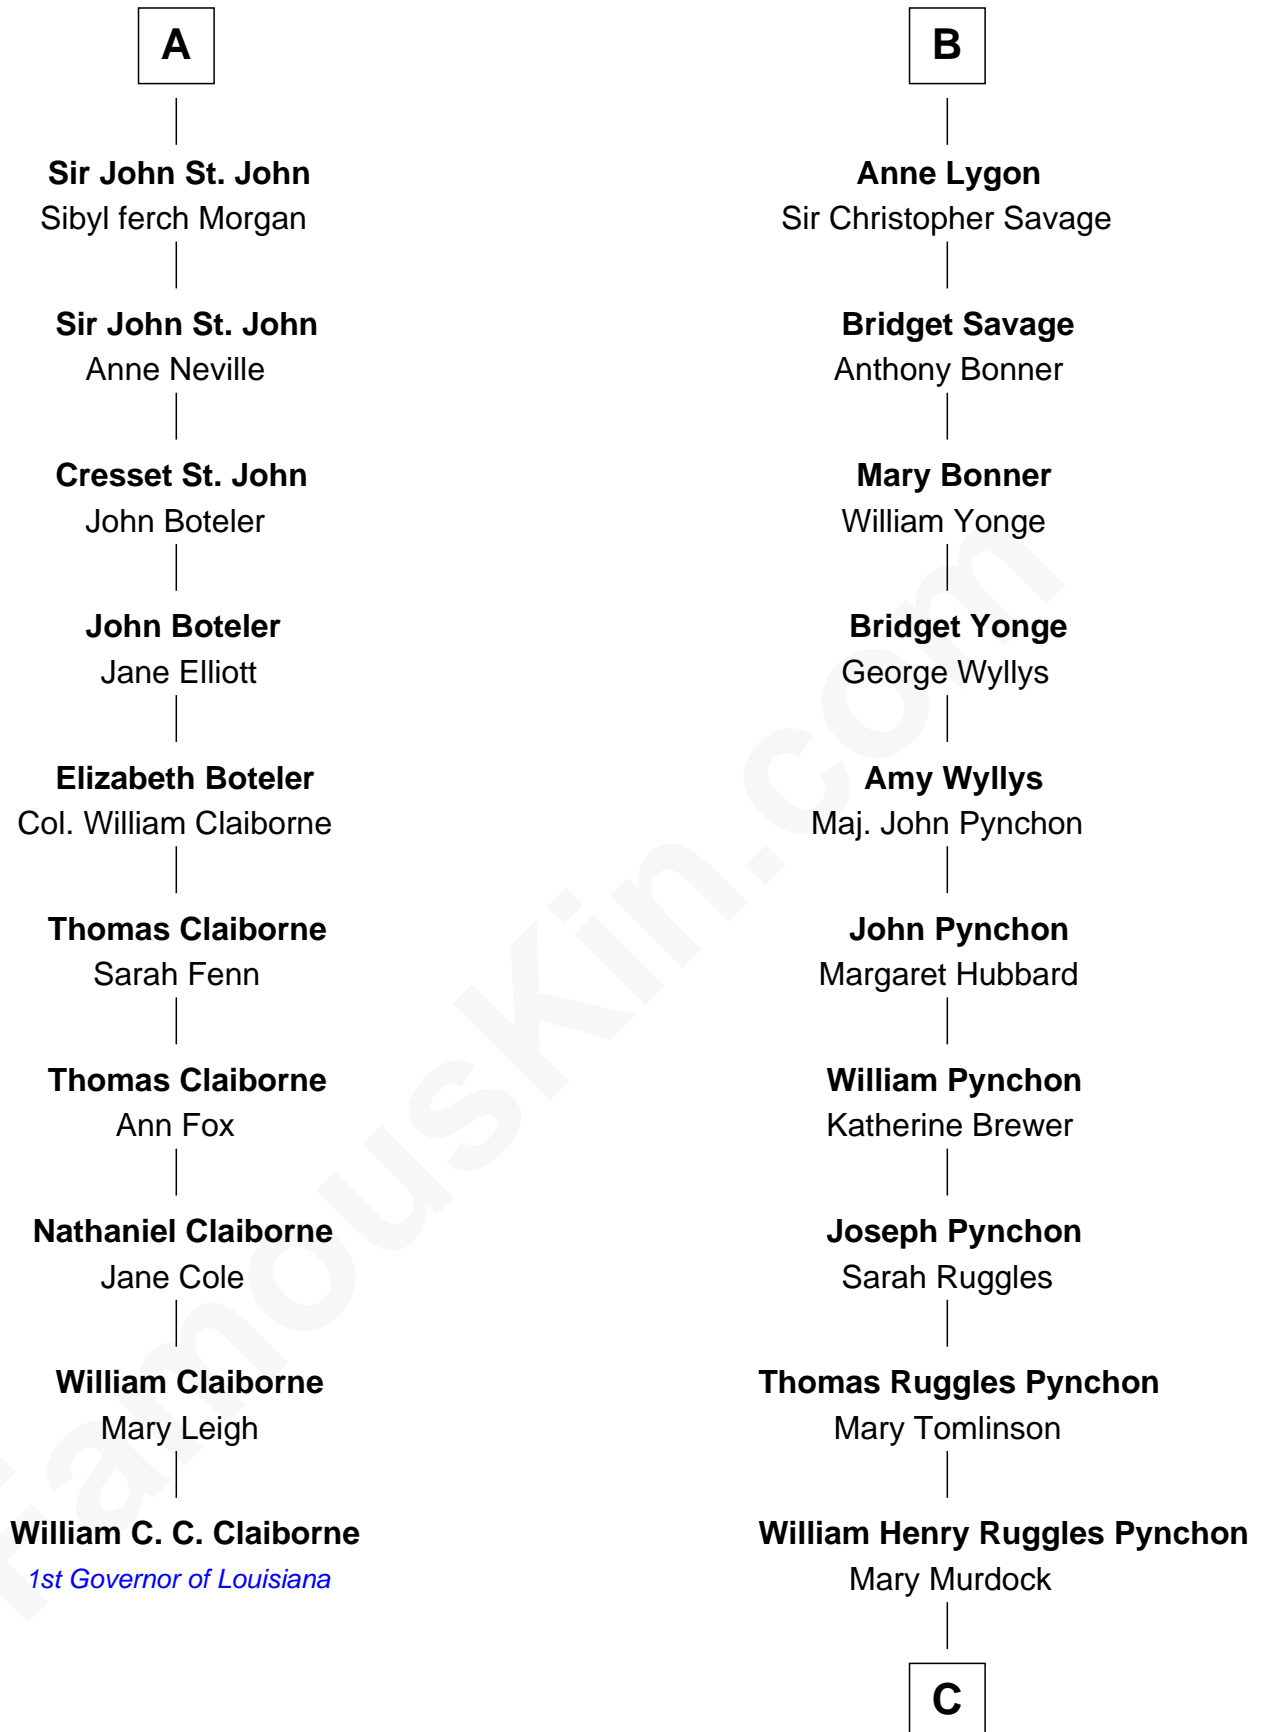 A
Sir John St. John
Sibyl ferch Morgan
Sir John St. John
Anne Neville
Cresset St. John
John Boteler
John Boteler
Jane Elliott
Elizabeth Boteler
Col. William Claiborne
Thomas Claiborne
Sarah Fenn
Thomas Claiborne
Ann Fox
Nathaniel Claiborne
Jane Cole
William Claiborne
Mary Leigh
William C. C. Claiborne
1st Governor of Louisiana
B
Anne Lygon
Sir Christopher Savage
Bridget Savage
Anthony Bonner
Mary Bonner
William Yonge
Bridget Yonge
George Wyllys
Amy Wyllys
Maj. John Pynchon
John Pynchon
Margaret Hubbard
William Pynchon
Katherine Brewer
Joseph Pynchon
Sarah Ruggles
Thomas Ruggles Pynchon
Mary Tomlinson
William Henry Ruggles Pynchon
Mary Murdock
C
FamousKin.com